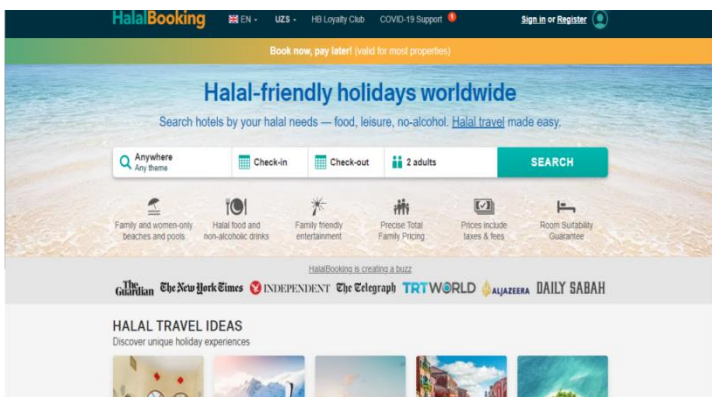 HalalBooking EN UZS HB Loyalty Club COVID-19 Support Sign in or Register
Book now, pay later! (valid for most properties)
Halal-friendly holidays worldwide
Search hotels by your halal needs — food, leisure, no-alcohol. Halal travel made easy.
Anywhere
Any theme
Check-in
Check-out
2 adults
SEARCH
Family and women-only
beaches and pools
Halal food and
non-alcoholic drinks
Family friendly
entertainment
Precise Total
Family Pricing
Prices include
taxes & fees
Room Suitability
Guarantee
HalalBooking is creating a buzz
The Guardian The New York Times INDEPENDENT The Telegraph TRT WORLD ALJAZEERA DAILY SABAH
HALAL TRAVEL IDEAS
Discover unique holiday experiences